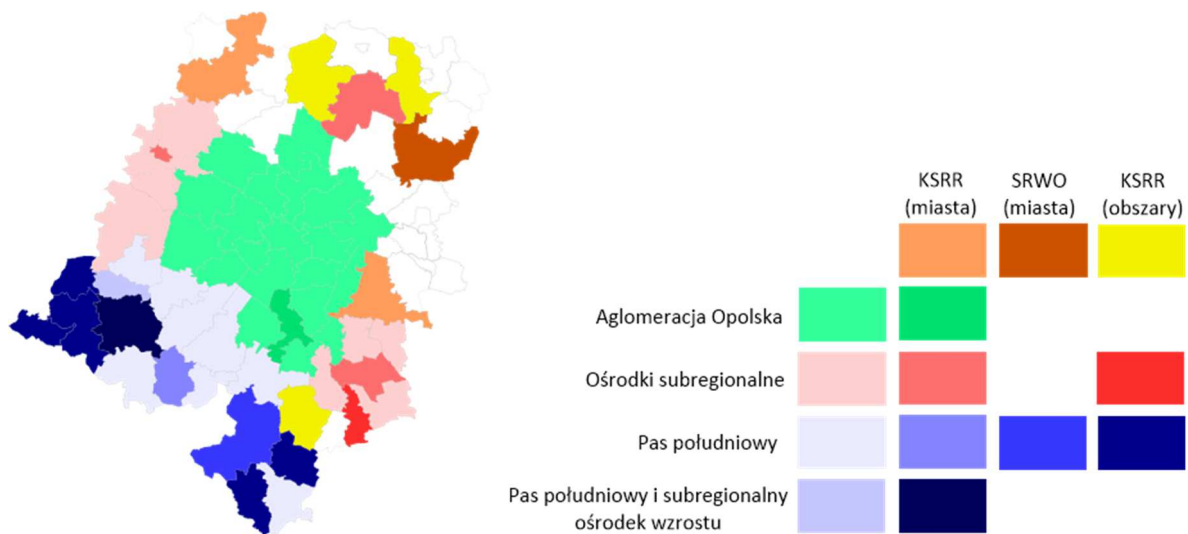 KSRR SRWO KSRR
(miasta) (miasta) (obszary)
Aglomeracja Opolska
Ośrodki subregionalne
Pas południowy
Pas południowy i subregionalny
ośrodek wzrostu